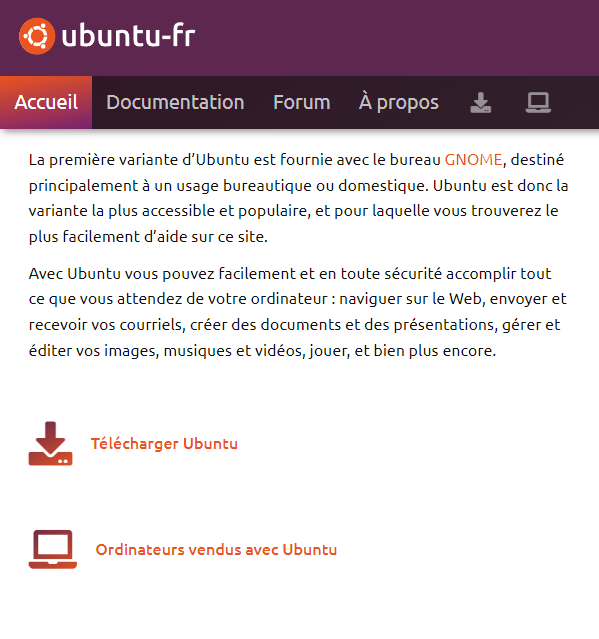 ubuntu-fr
Accueil Documentation Forum À propos
La première variante d’Ubuntu est fournie avec le bureau GNOME, destiné
principalement à un usage bureautique ou domestique. Ubuntu est donc la
variante la plus accessible et populaire, et pour laquelle vous trouverez le
plus facilement d’aide sur ce site.
Avec Ubuntu vous pouvez facilement et en toute sécurité accomplir tout
ce que vous attendez de votre ordinateur : naviguer sur le Web, envoyer et
recevoir vos courriels, créer des documents et des présentations, gérer et
éditer vos images, musiques et vidéos, jouer, et bien plus encore.
Télécharger Ubuntu
Ordinateurs vendus avec Ubuntu